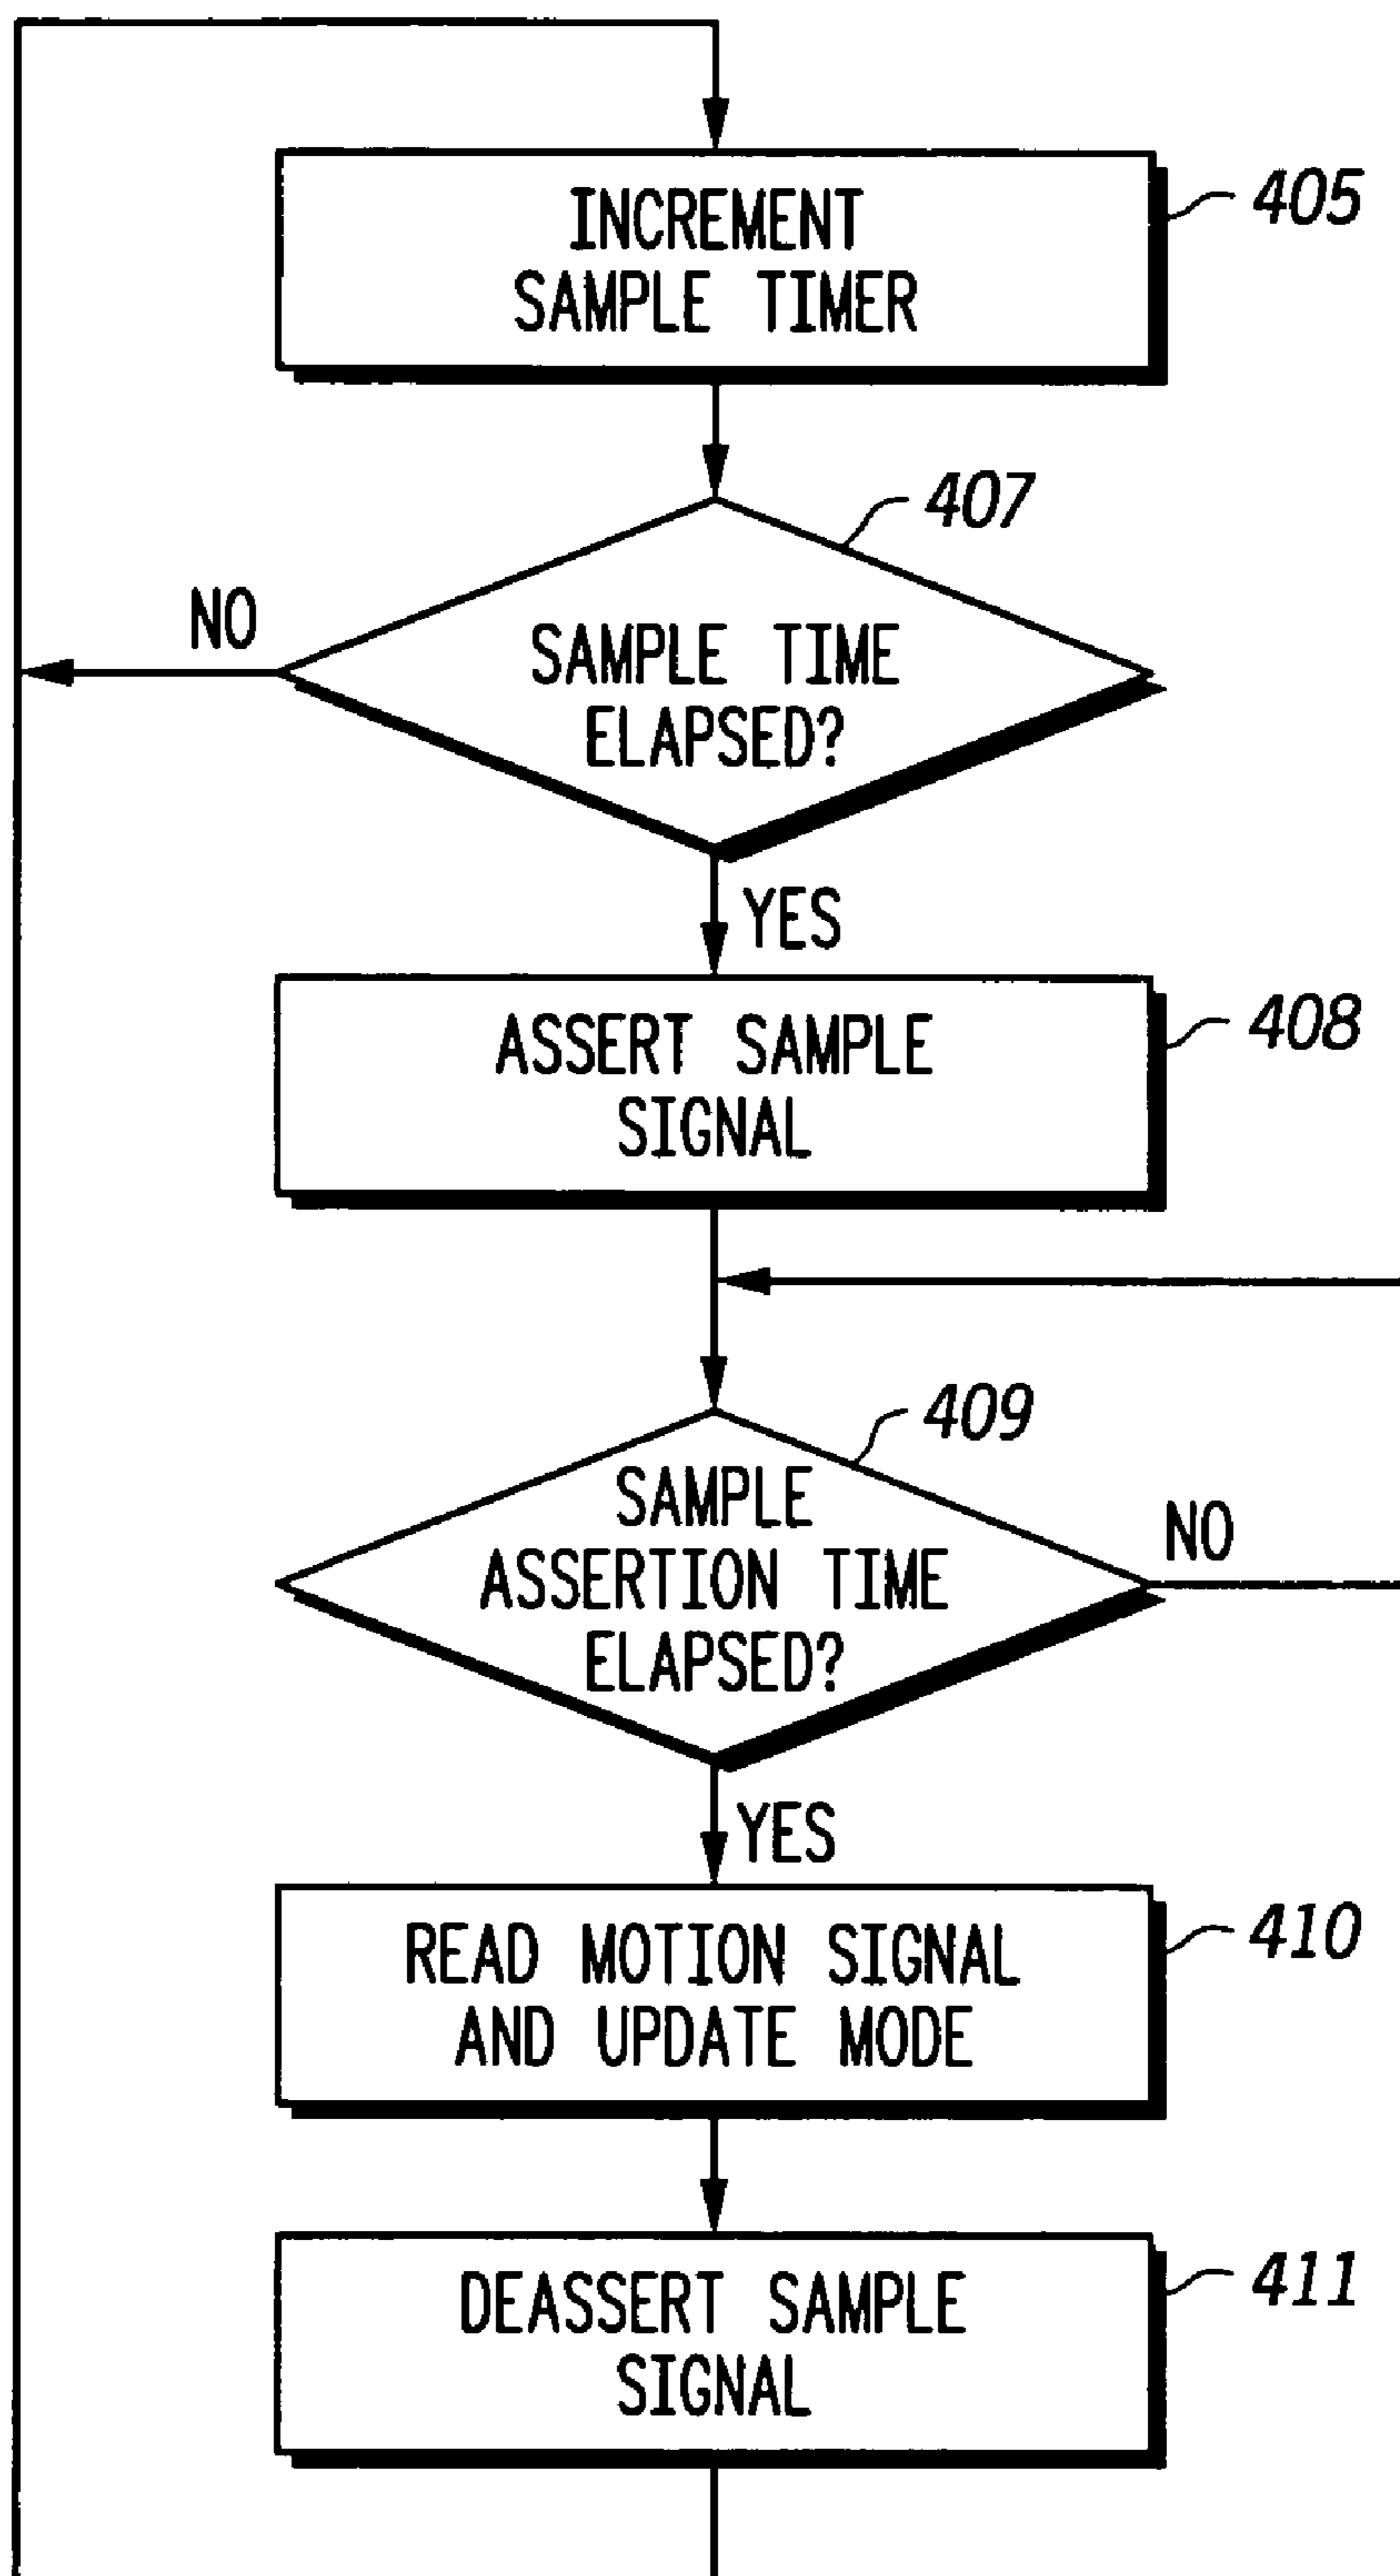 INCREMENT
SAMPLE TIMER
405
407
NO
SAMPLE TIME
ELAPSED?
YES
ASSERT SAMPLE
SIGNAL
408
409
SAMPLE
ASSERTION TIME
ELAPSED?
NO
YES
READ MOTION SIGNAL
AND UPDATE MODE
410
DEASSERT SAMPLE
SIGNAL
411